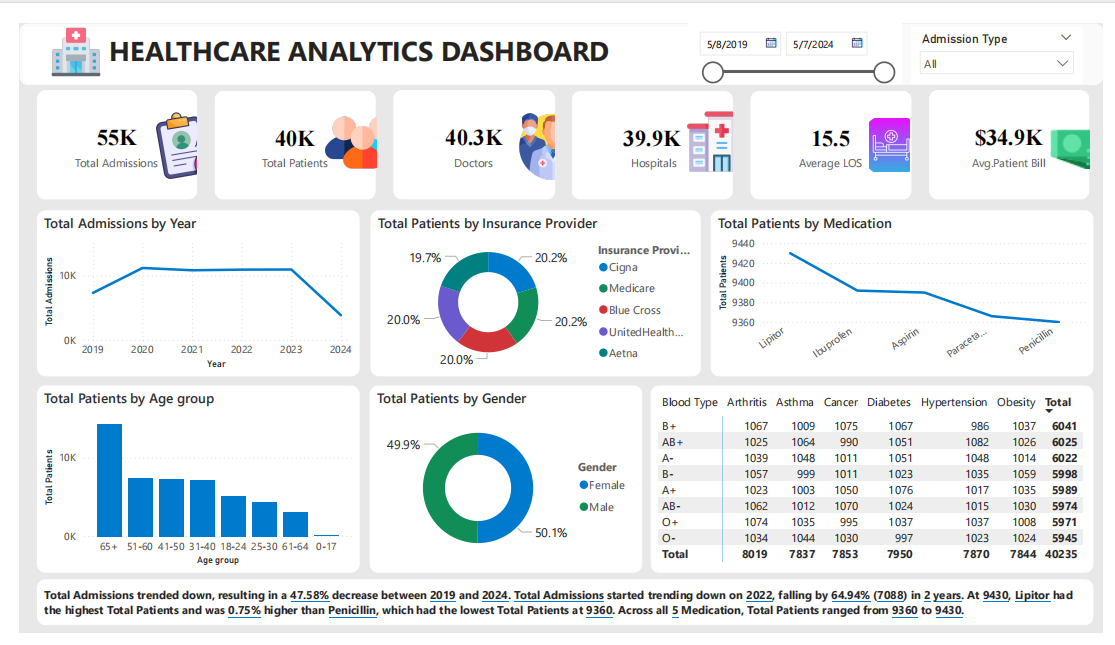 HEALTHCARE ANALYTICS DASHBOARD
5/8/2019
5/7/2024
Admission Type
All
55K
Total Admissions
40K
Total Patients
40.3K
Doctors
39.9K
Hospitals
15.5
Average LOS
$34.9K
Avg.Patient Bill
Total Admissions by Year
Total Admissions
10K
0K
2019 2020 2021 2022 2023 2024
Year
Total Patients by Insurance Provider
19.7%
20.2%
20.0%
20.2%
20.0%
Insurance Provi...
Cigna
Medicare
Blue Cross
UnitedHealth...
Aetna
Total Patients by Medication
Total Patients
9440
9420
9400
9380
9360
Lipitor Ibuprofen Aspirin Paraceta... Penicillin
Total Patients by Age group
Total Patients
10K
0K
65+ 51-60 41-50 31-40 18-24 25-30 61-64 0-17
Age group
Total Patients by Gender
49.9%
50.1%
Gender
Female
Male
Blood Type Arthritis Asthma Cancer Diabetes Hypertension Obesity Total
B+ 1067 1009 1075 1067 986 1037 6041
AB+ 1025 1064 990 1051 1082 1026 6025
A- 1039 1048 1011 1051 1048 1014 6022
B- 1057 999 1011 1023 1035 1059 5998
A+ 1023 1003 1050 1076 1017 1035 5989
AB- 1062 1012 1070 1024 1015 1030 5974
O+ 1074 1035 995 1037 1037 1008 5971
O- 1034 1044 1030 997 1023 1024 5945
Total 8019 7837 7853 7950 7870 7844 40235
Total Admissions trended down, resulting in a 47.58% decrease between 2019 and 2024. Total Admissions started trending down on 2022, falling by 64.94% (7088) in 2 years. At 9430, Lipitor had
the highest Total Patients and was 0.75% higher than Penicillin, which had the lowest Total Patients at 9360. Across all 5 Medication, Total Patients ranged from 9360 to 9430.